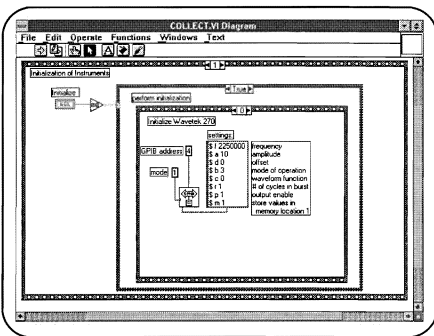 COLLECT.VI Diagram
File Edit Operate Functions Windows Text
1
Initialization of Instruments
Initialize
True
perform initialization
0
Initialize Wavetek 270
settings
GPIB address 4
mode 1
$ f 2250000 frequency
$ a 10 amplitude
$ d 0 offset
$ b 3 mode of operation
$ c 0 waveform function
$ r 1 # of cycles in burst
$ p 1 output enable
$ m 1 store values in
memory location 1